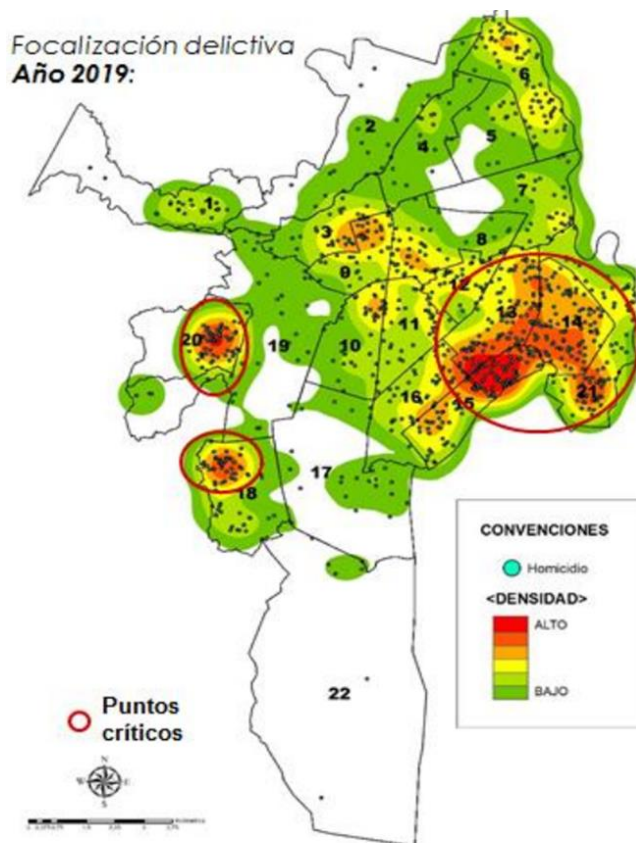 Focalización delictiva
Año 2019:
6
2
4
5
7
1
3
8
9
12
13
14
11
20
19
10
21
16
15
17
18
CONVENCIONES
Homicidio
<DENSIDAD>
ALTO
BAJO
22
Puntos
críticos
N
W
E
S